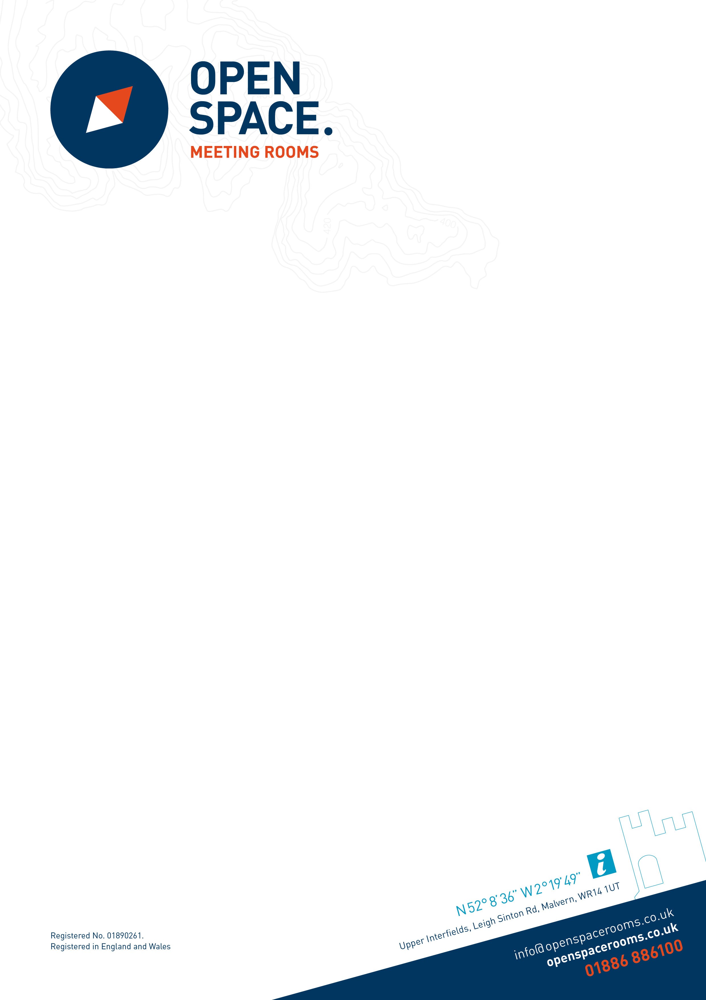 OPEN
SPACE.
MEETING ROOMS
420
400
N 52° 8’ 36” W 2° 19’ 49”
i
Upper Interfields, Leigh Sinton Rd, Malvern, WR14 1UT
info@openspacerooms.co.uk
openspacerooms.co.uk
01886 886100
Registered No. 01890261.
Registered in England and Wales